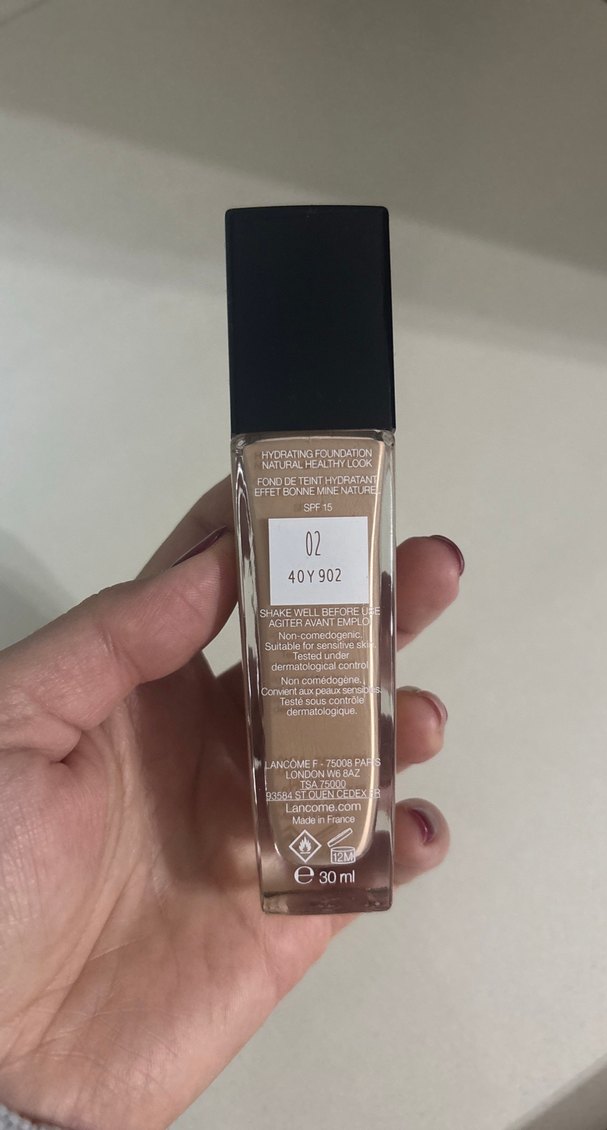 HYDRATING FOUNDATION
NATURAL HEALTHY LOOK
FOND DE TEINT HYDRATANT
EFFET BONNE MINE NATUREL
SPF 15
02
40Y902
SHAKE WELL BEFORE USE
AGITER AVANT EMPLOI
Non-comedogenic.
Suitable for sensitive skin.
Tested under
dermatological control.
Non comédogène.
Convient aux peaux sensibles.
Testé sous contrôle
dermatologique.
LANCÔME F - 75008 PARIS
LONDON W6 8AZ
TSA 75000
93584 ST OUEN CEDEX FR
Lancome.com
Made in France
12M
e 30 ml